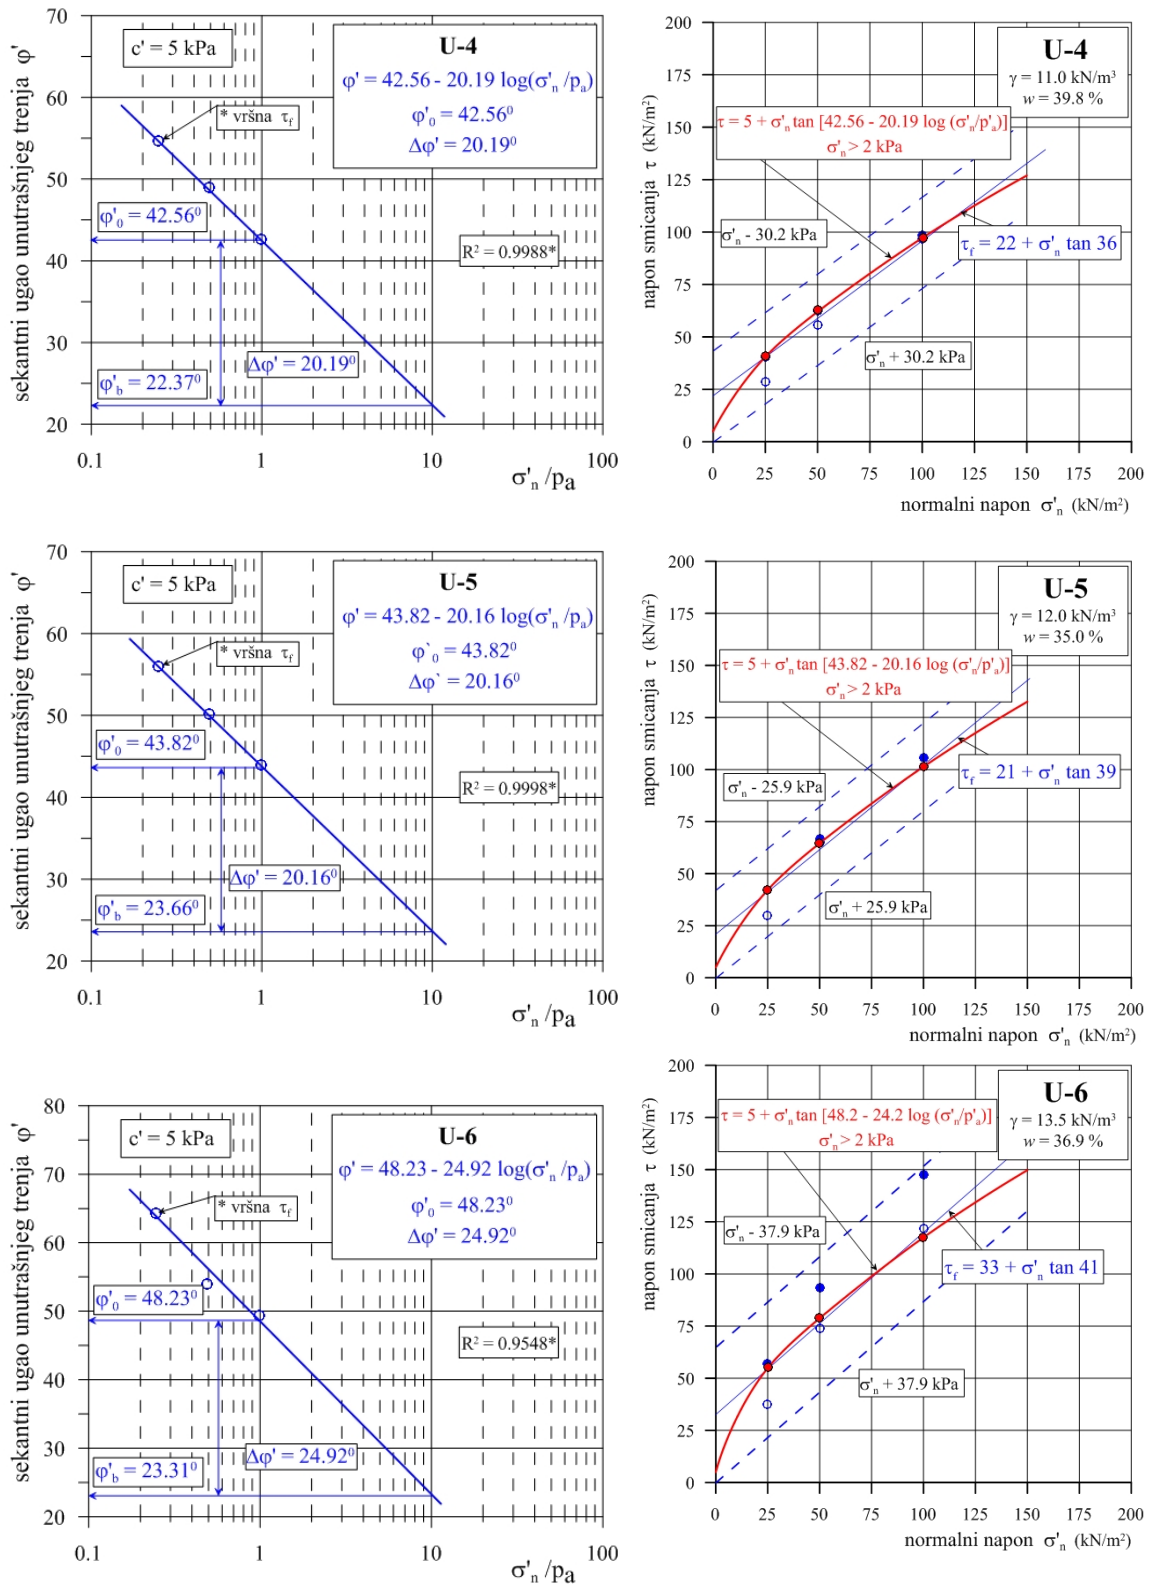 70
60
50
40
30
20
0.1
1
10
100
sekantni ugao unutrašnjeg trenja φ'
σ'n /pa
c' = 5 kPa
* vršna τf
U-4
φ' = 42.56 - 20.19 log(σ'n /pa)
φ'0 = 42.56⁰
Δφ' = 20.19⁰
φ'0 = 42.56⁰
R² = 0.9988*
Δφ' = 20.19⁰
φ'b = 22.37⁰
200
175
150
125
100
75
50
25
0
0
25
50
75
100
125
150
175
200
napon smicanja τ (kN/m²)
normalni napon σ'n (kN/m²)
U-4
γ = 11.0 kN/m³
w = 39.8 %
τ = 5 + σ'n tan [42.56 - 20.19 log (σ'n/p'a)]
σ'n > 2 kPa
σ'n - 30.2 kPa
τf = 22 + σ'n tan 36
σ'n + 30.2 kPa
70
60
50
40
30
20
0.1
1
10
100
sekantni ugao unutrašnjeg trenja φ'
σ'n /pa
c' = 5 kPa
* vršna τf
U-5
φ' = 43.82 - 20.16 log(σ'n /pa)
φ`0 = 43.82⁰
Δφ` = 20.16⁰
φ'0 = 43.82⁰
R² = 0.9998*
Δφ' = 20.16⁰
φ'b = 23.66⁰
200
175
150
125
100
75
50
25
0
0
25
50
75
100
125
150
175
200
napon smicanja τ (kN/m²)
normalni napon σ'n (kN/m²)
U-5
γ = 12.0 kN/m³
w = 35.0 %
τ = 5 + σ'n tan [43.82 - 20.16 log (σ'n/p'a)]
σ'n > 2 kPa
σ'n - 25.9 kPa
τf = 21 + σ'n tan 39
σ'n + 25.9 kPa
80
70
60
50
40
30
20
0.1
1
10
100
sekantni ugao unutrašnjeg trenja φ'
σ'n /pa
c' = 5 kPa
* vršna τf
U-6
φ' = 48.23 - 24.92 log(σ'n /pa)
φ'0 = 48.23⁰
Δφ' = 24.92⁰
φ'0 = 48.23⁰
R² = 0.9548*
Δφ' = 24.92⁰
φ'b = 23.31⁰
200
175
150
125
100
75
50
25
0
0
25
50
75
100
125
150
175
200
napon smicanja τ (kN/m²)
normalni napon σ'n (kN/m²)
U-6
γ = 13.5 kN/m³
w = 36.9 %
τ = 5 + σ'n tan [48.2 - 24.2 log (σ'n/p'a)]
σ'n > 2 kPa
σ'n - 37.9 kPa
τf = 33 + σ'n tan 41
σ'n + 37.9 kPa